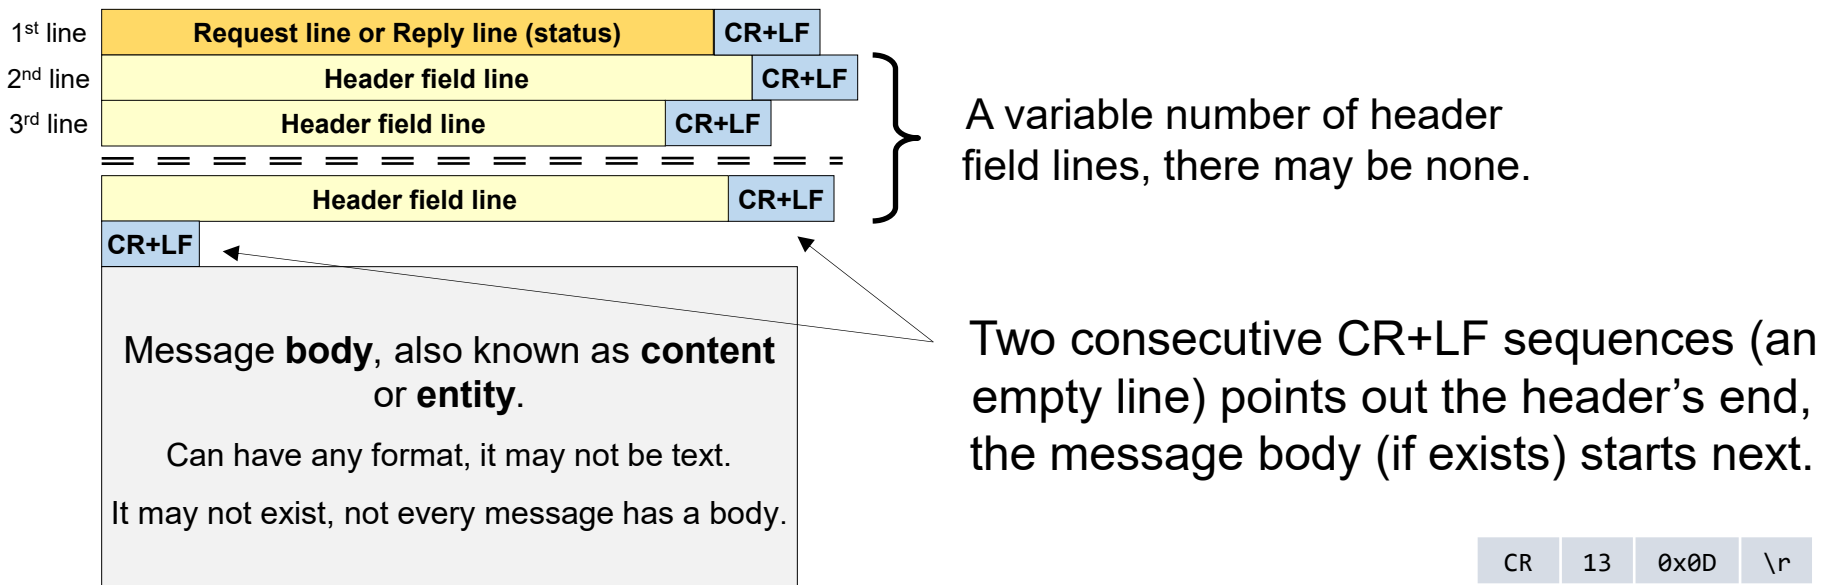 1st line Request line or Reply line (status) CR+LF
2nd line Header field line CR+LF
3rd line Header field line CR+LF
Header field line CR+LF
CR+LF
A variable number of header
field lines, there may be none.
Message body, also known as content
or entity.
Can have any format, it may not be text.
It may not exist, not every message has a body.
Two consecutive CR+LF sequences (an
empty line) points out the header’s end,
the message body (if exists) starts next.
CR 13 0x0D \r